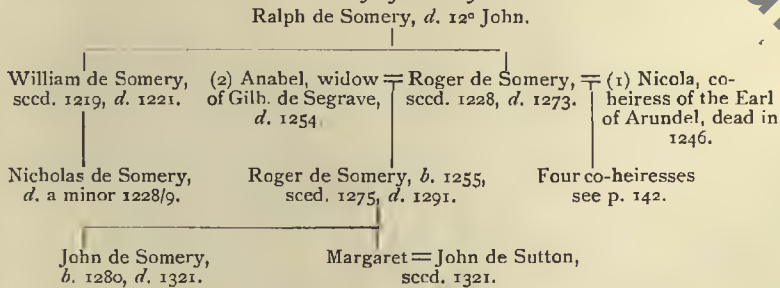 Ralph de Somery, d. 12° John.
William de Somery,
sccd. 1219, d. 1221.
(2) Anabel, widow
of Gilb. de Segrave,
d. 1254
Roger de Somery,
sccd. 1228, d. 1273.
(1) Nicola, co-
heiress of the Earl
of Arundel, dead in
1246.
Nicholas de Somery,
d. a minor 1228/9.
Roger de Somery, b. 1255,
sced. 1275, d. 1291.
Four co-heiresses
see p. 142.
John de Somery,
b. 1280, d. 1321.
Margaret = John de Sutton,
sccd. 1321.